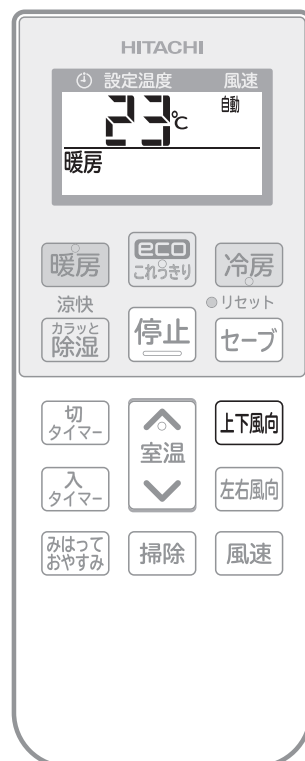 HITACHI
設定温度 風速
23℃ 自動
暖房
暖房 eco これっきり 冷房
涼快 リセット
カラッと除湿 停止 セーブ
切タイマー 室温 上下風向
入タイマー 左右風向
みはっておやすみ 掃除 風速